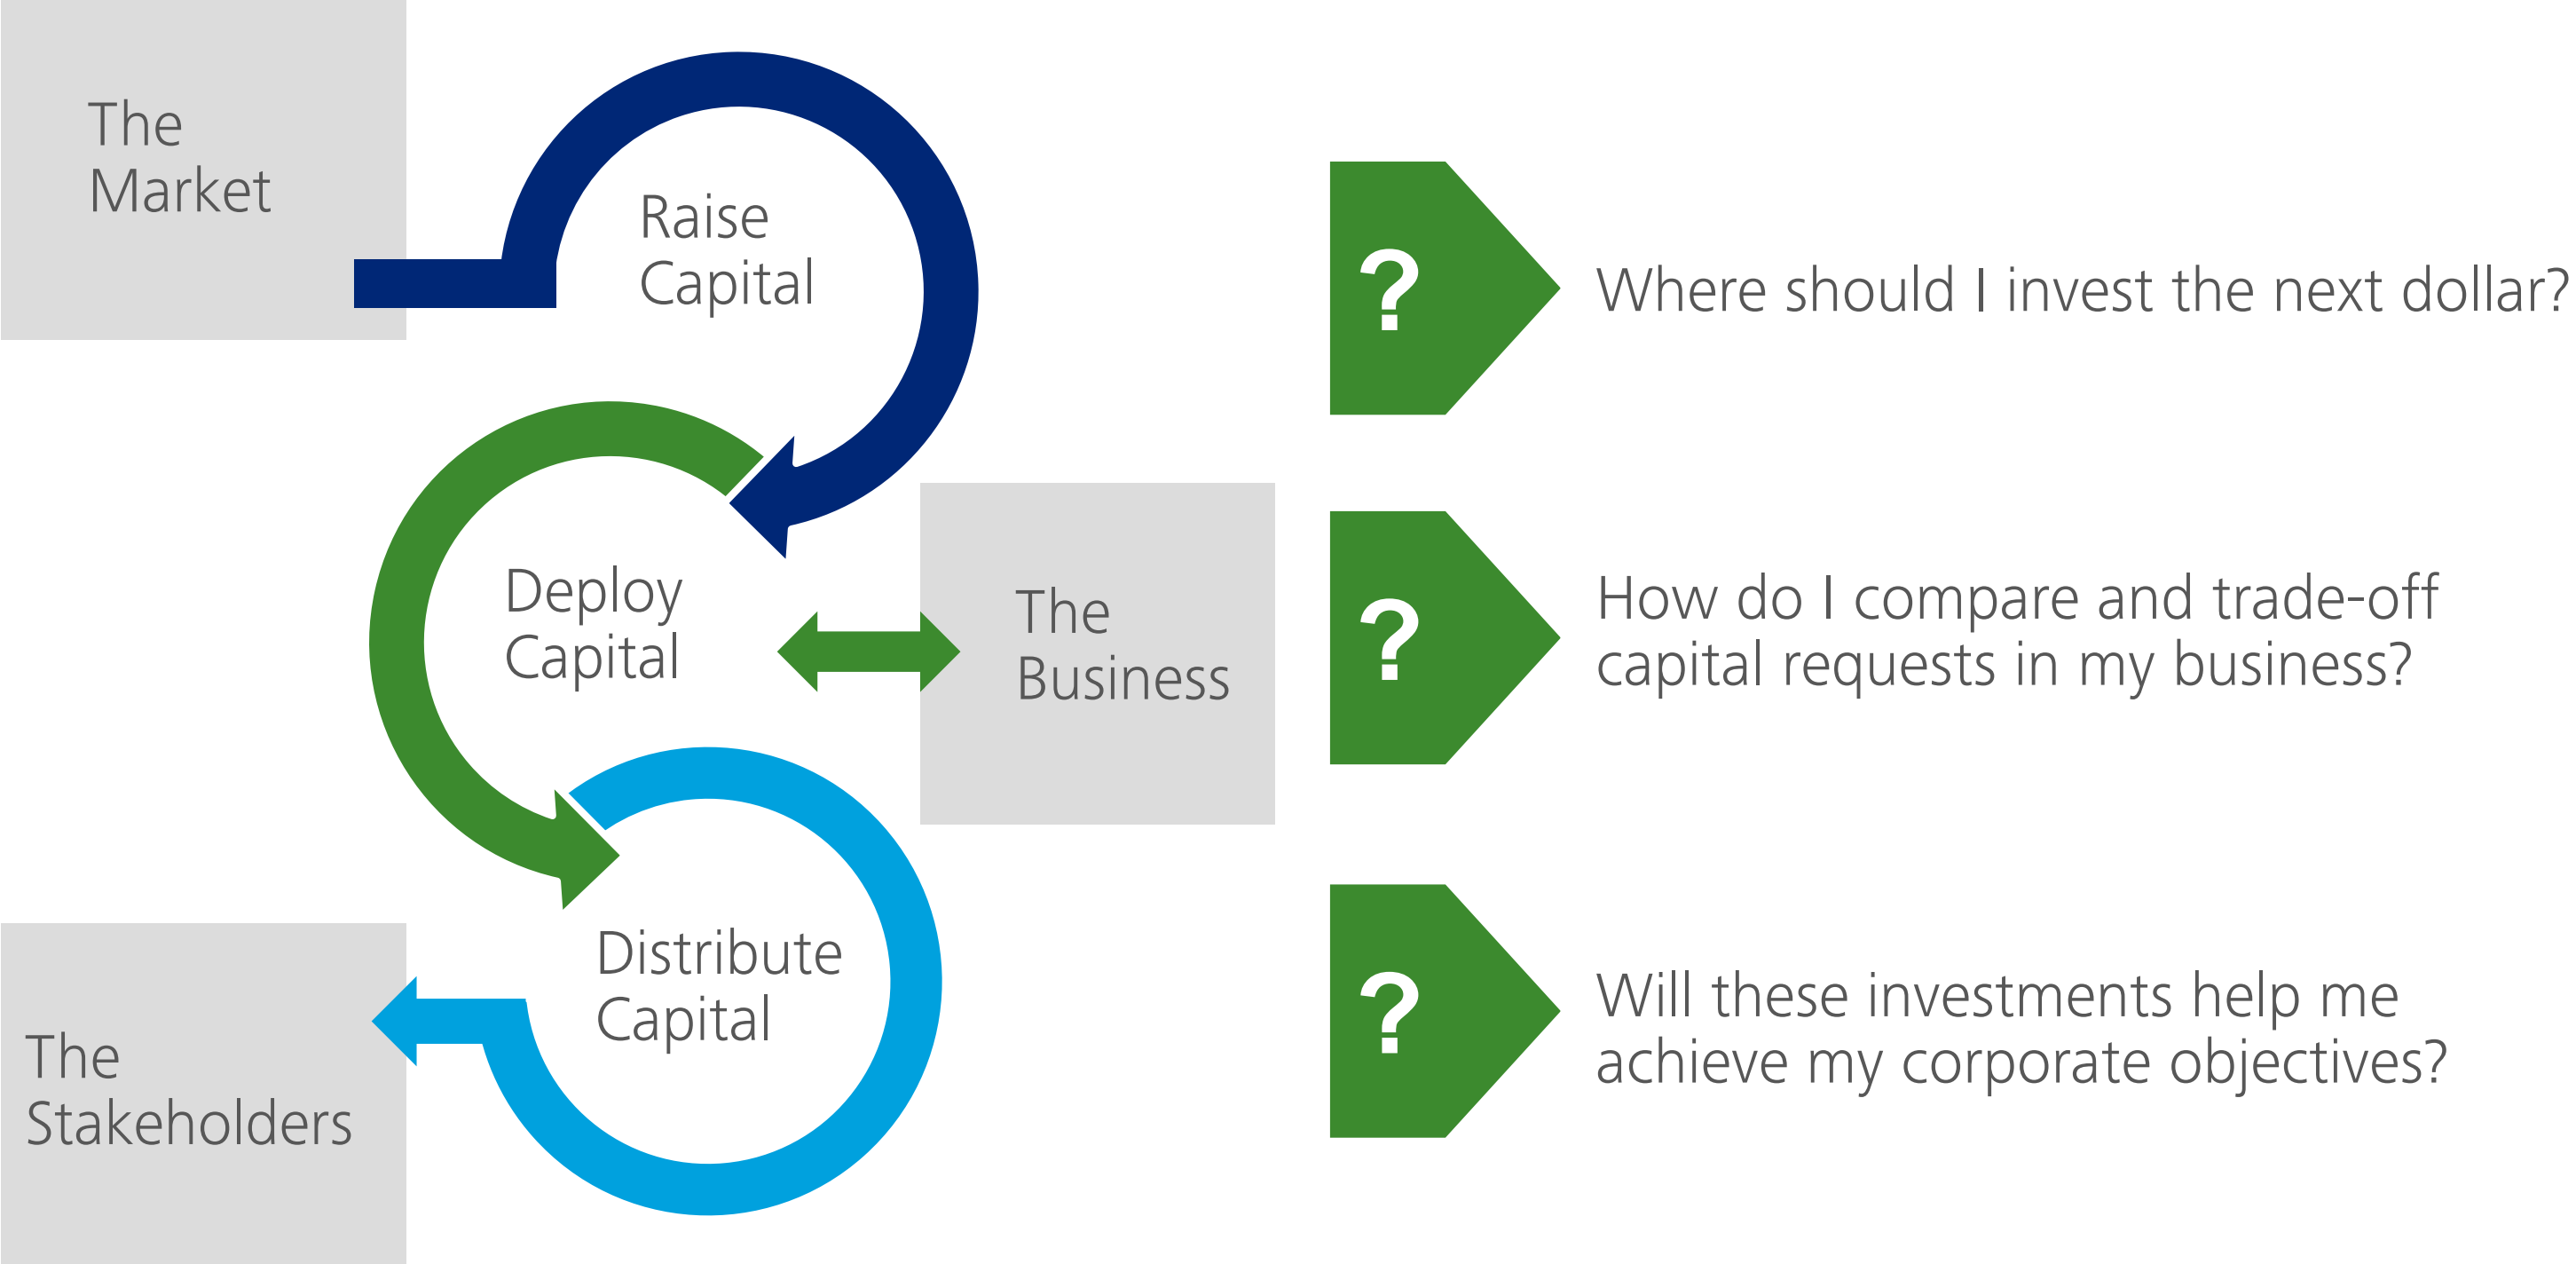 The
Market
Raise
Capital
Deploy
Capital
The
Business
Distribute
Capital
The
Stakeholders
?
Where should I invest the next dollar?
?
How do I compare and trade-off
capital requests in my business?
?
Will these investments help me
achieve my corporate objectives?